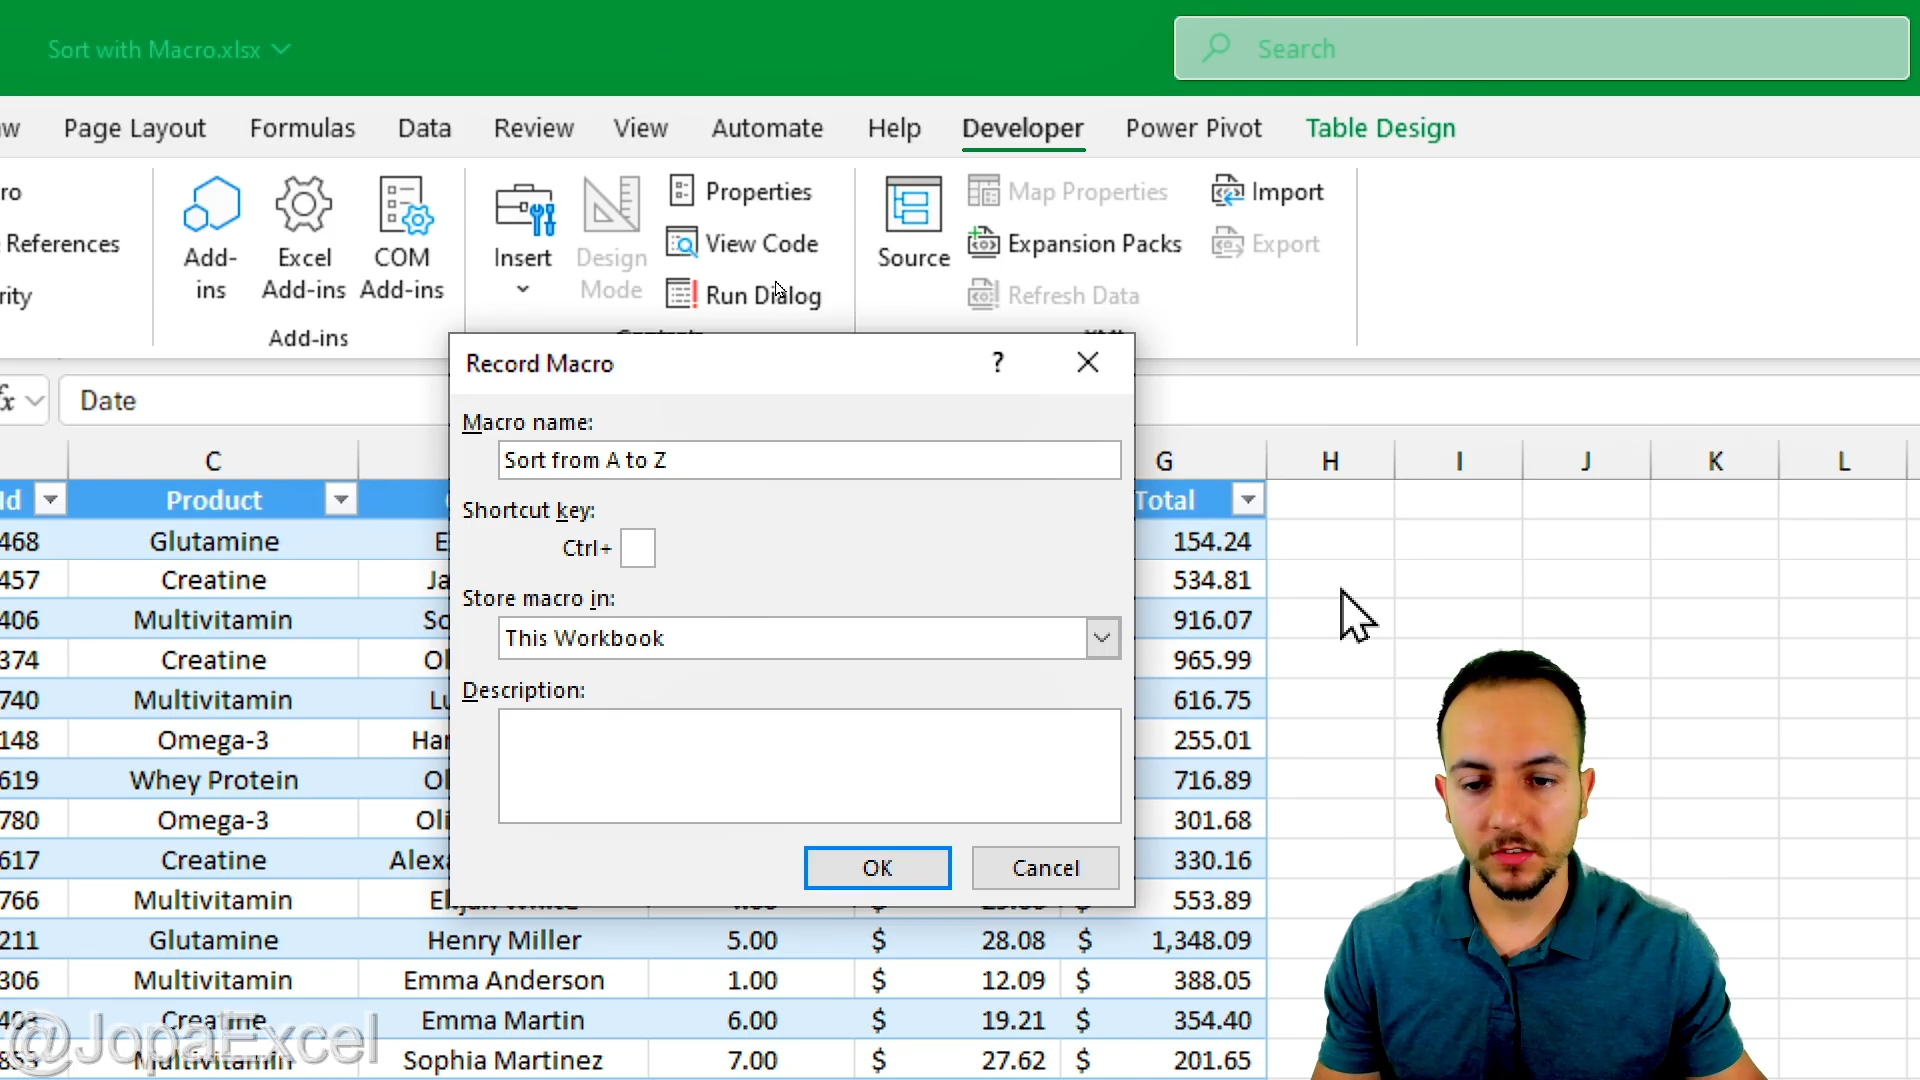 Sort with Macro.xlsx
Search
Page Layout Formulas Data Review View Automate Help Developer Power Pivot Table Design
References
Add-ins
Excel Add-ins
COM Add-ins
Add-ins
Insert
Design Mode
Properties
View Code
Run Dialog
Source
Map Properties
Expansion Packs
Refresh Data
Import
Export
fx Date
Record Macro ?
Macro name:
Sort from A to Z
Shortcut key:
Ctrl+
Store macro in:
This Workbook
Description:
OK Cancel
C G H I J K L
Id Product Total
468 Glutamine 154.24
457 Creatine 534.81
406 Multivitamin 916.07
374 Creatine 965.99
740 Multivitamin 616.75
148 Omega-3 255.01
619 Whey Protein 716.89
780 Omega-3 301.68
617 Creatine 330.16
766 Multivitamin 553.89
211 Glutamine Henry Miller 5.00 $ 28.08 $ 1,348.09
306 Multivitamin Emma Anderson 1.00 $ 12.09 $ 388.05
Creatine Emma Martin 6.00 $ 19.21 $ 354.40
Multivitamin Sophia Martinez 7.00 $ 27.62 $ 201.65
@JopaExcel